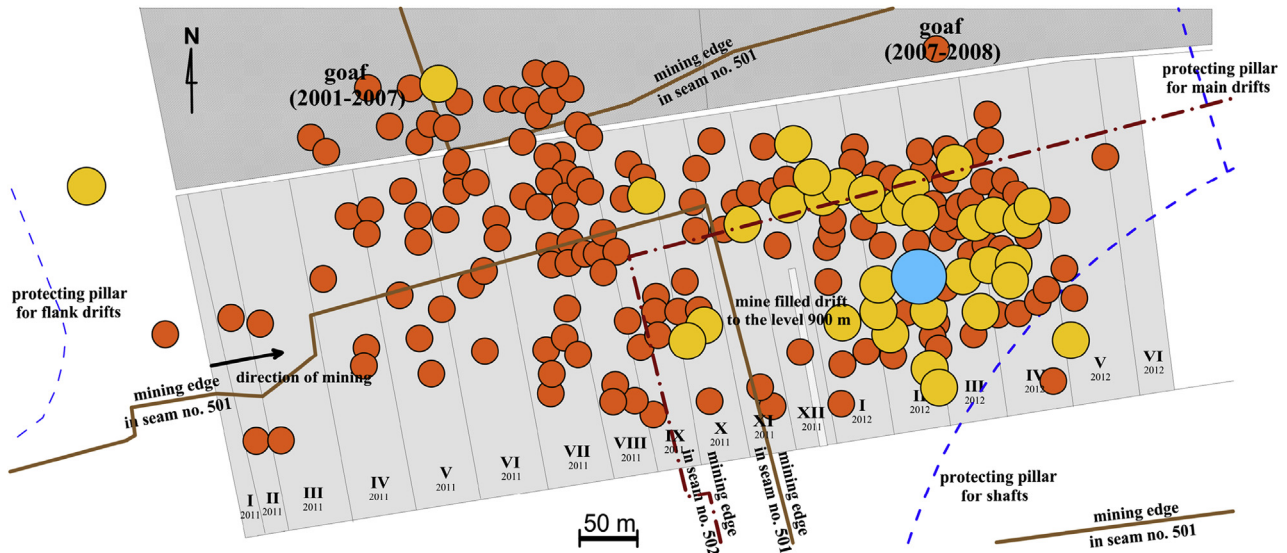 N
goaf
(2001-2007)
mining edge
in seam no. 501
goaf
(2007-2008)
protecting pillar
for main drifts
protecting pillar
for flank drifts
mine filled drift
to the level 900 m
direction of mining
mining edge
in seam no. 501
I
2011
II
2011
III
2011
IV
2011
V
2011
VI
2011
VII
2011
VIII
2011
IX
2011
X
2011
XI
2011
XII
2011
I
2012
II
2012
III
2012
IV
2012
V
2012
VI
2012
mining edge
in seam no. 502
mining edge
in seam no. 501
protecting pillar
for shafts
50 m
mining edge
in seam no. 501